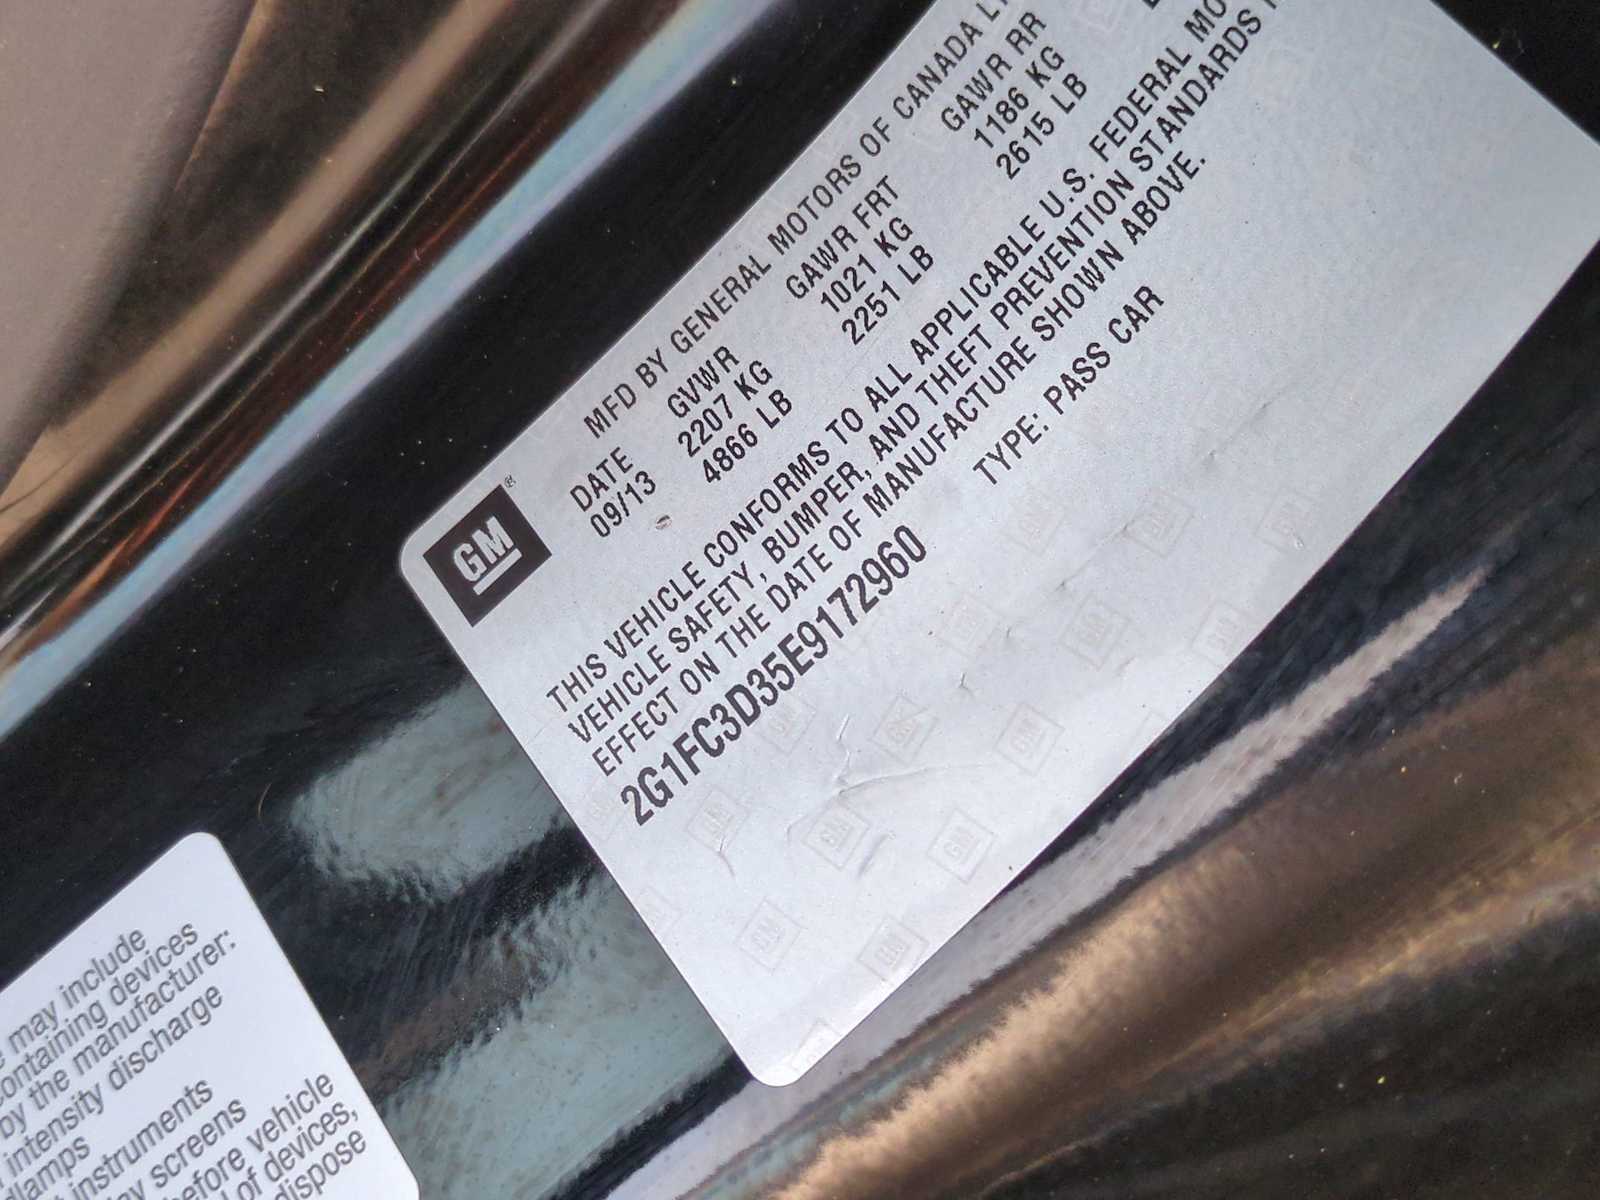 MFD BY GENERAL MOTORS OF CANADA
DATE GVWR GAWR FRT GAWR RR
09/13 2207 KG 1021 KG 1186 KG
4866 LB 2251 LB 2615 LB
GM®
THIS VEHICLE CONFORMS TO ALL APPLICABLE U.S. FEDERAL
VEHICLE SAFETY, BUMPER, AND THEFT PREVENTION STANDARDS
EFFECT ON THE DATE OF MANUFACTURE SHOWN ABOVE.
2G1FC3D35E9172960 TYPE: PASS CAR
may include
containing devices
by the manufacturer:
intensity discharge
instruments
screens
before vehicle
of devices,
dispose